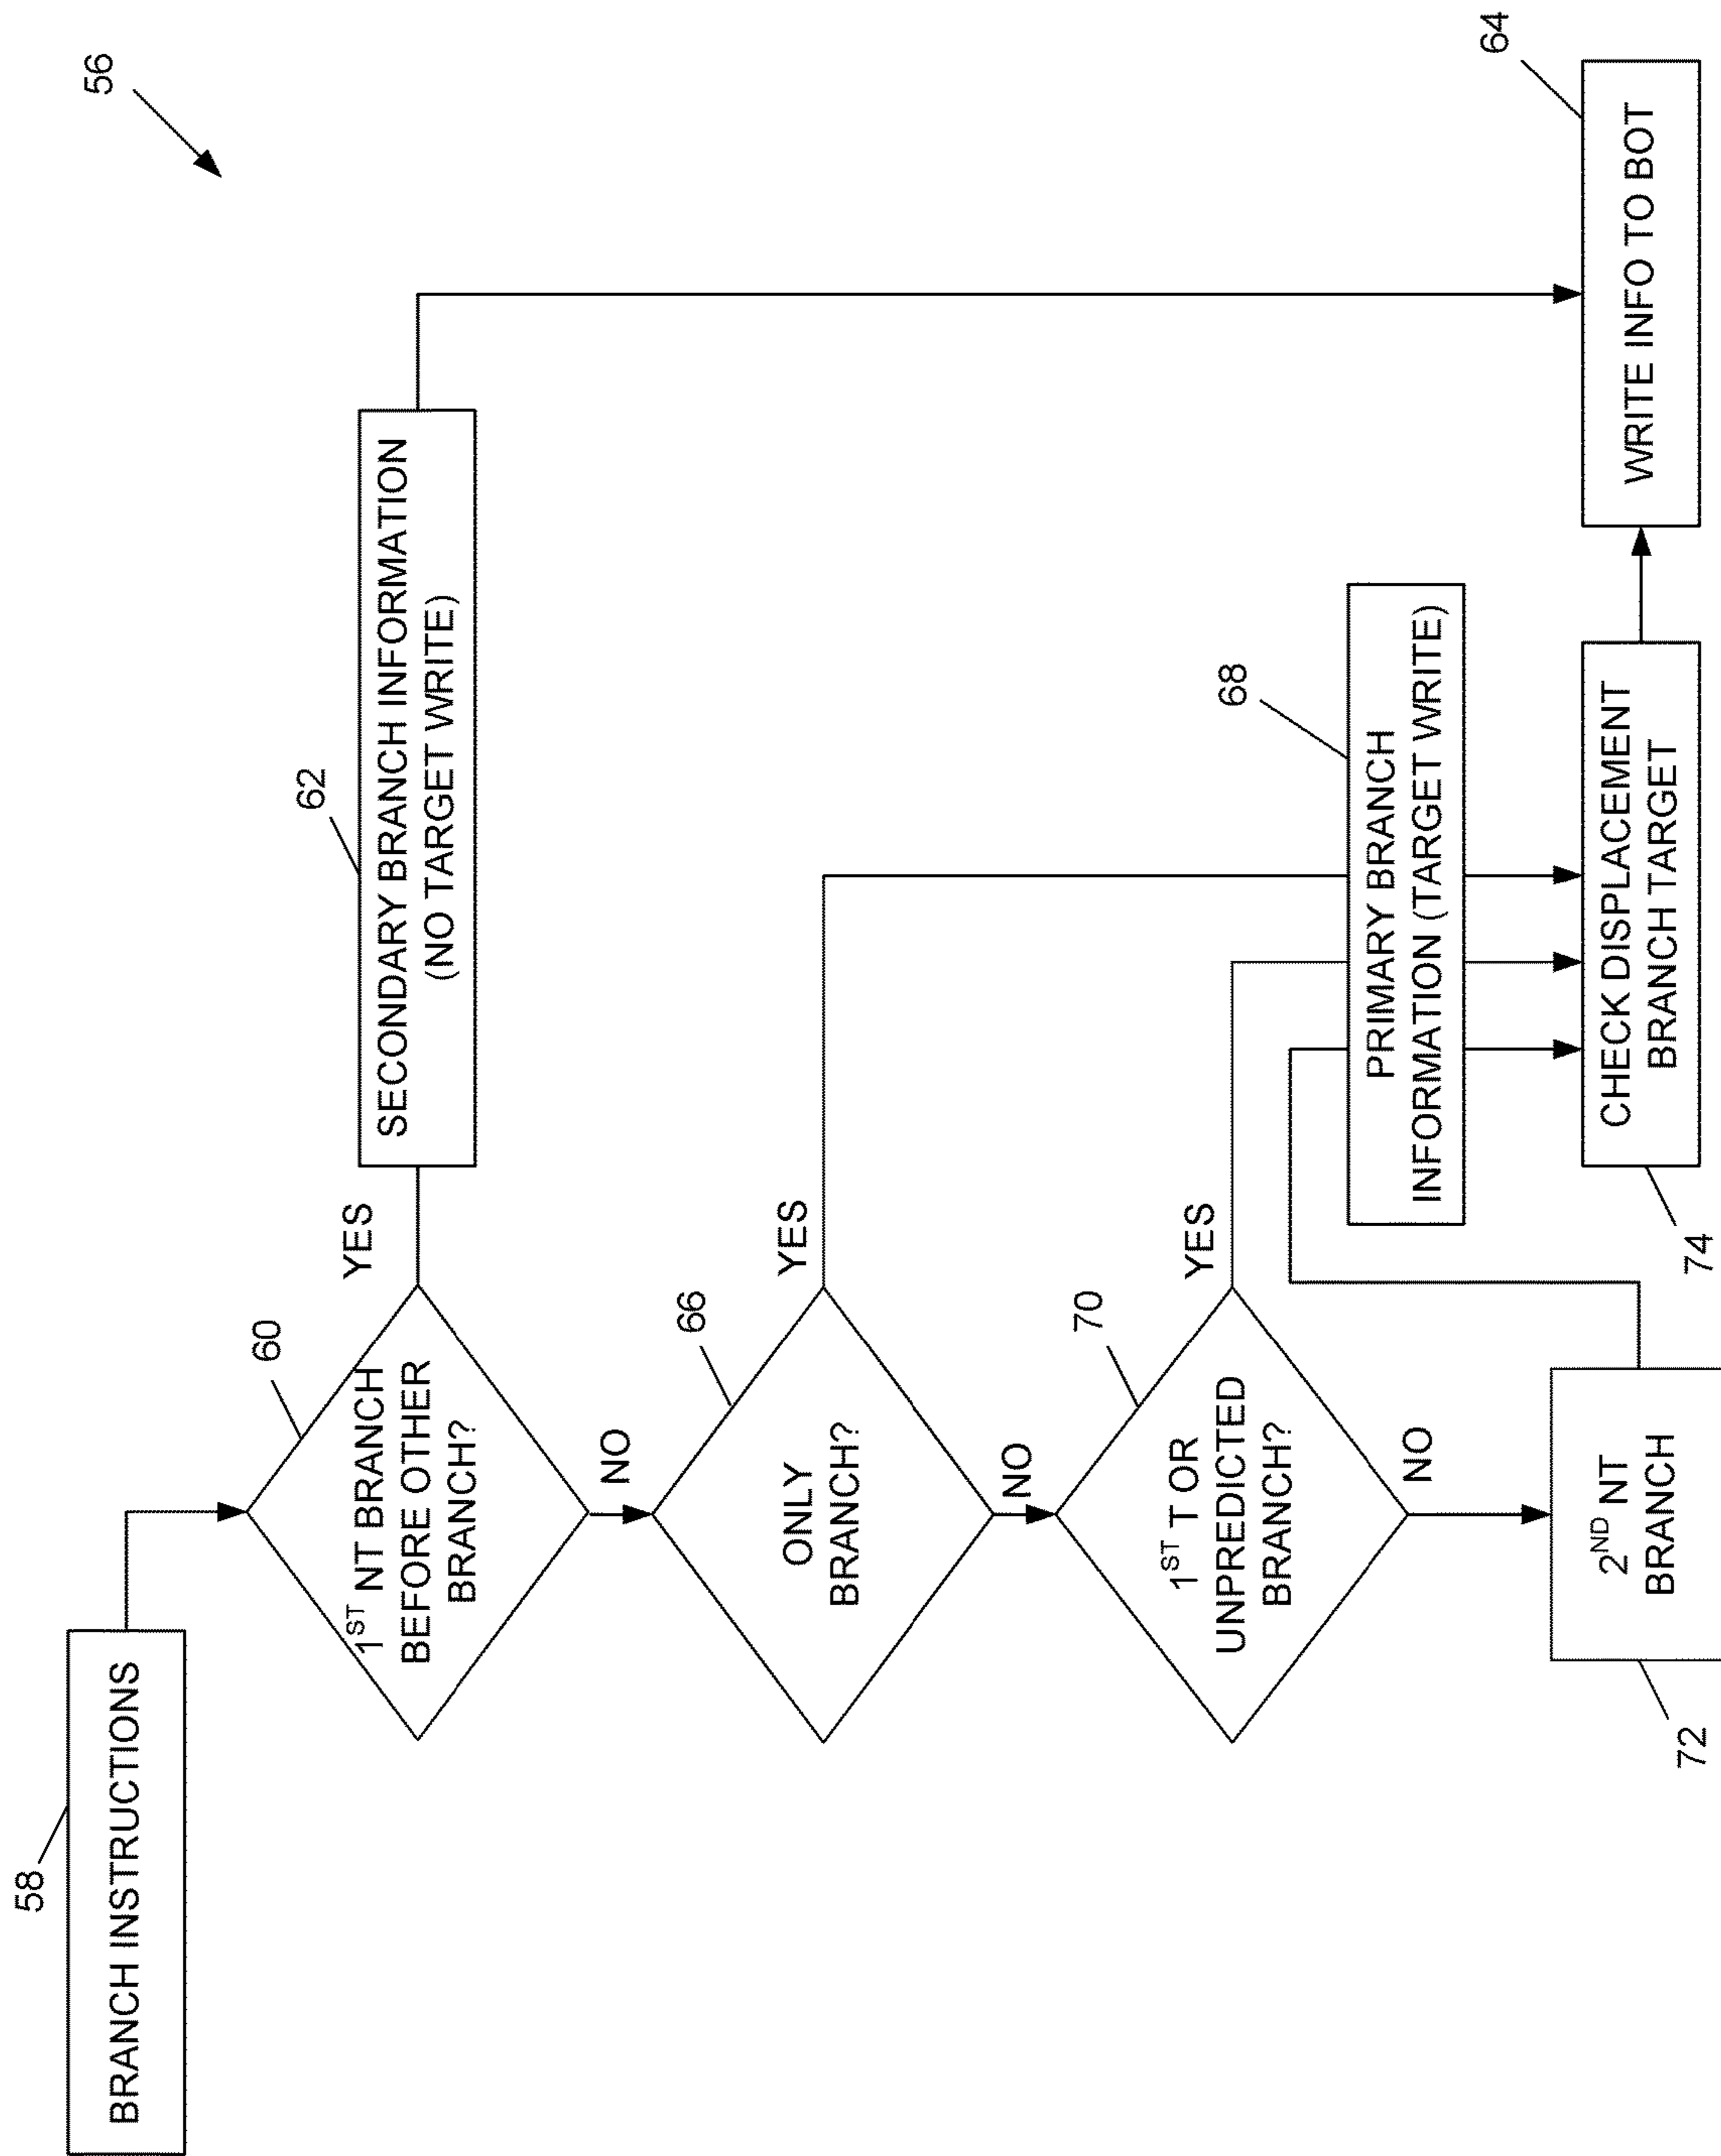 56
58
BRANCH INSTRUCTIONS
60
1ST NT BRANCH
BEFORE OTHER
BRANCH?
YES
62
SECONDARY BRANCH INFORMATION
(NO TARGET WRITE)
NO
66
ONLY
BRANCH?
YES
NO
70
1ST T OR
UNPREDICTED
BRANCH?
YES
68
PRIMARY BRANCH
INFORMATION (TARGET WRITE)
NO
72
2ND NT
BRANCH
74
CHECK DISPLACEMENT
BRANCH TARGET
64
WRITE INFO TO BOT